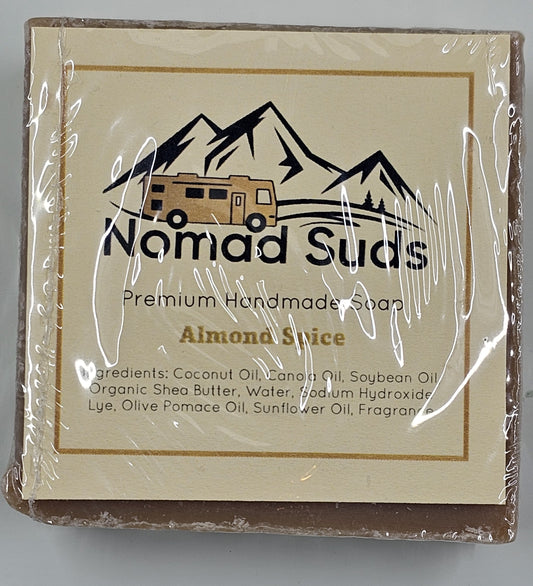 Nomad Suds
Premium Handmade Soap
Almond Spice
Ingredients: Coconut Oil, Canola Oil, Soybean Oil,
Organic Shea Butter, Water, Sodium Hydroxide
Lye, Olive Pomace Oil, Sunflower Oil, Fragrance